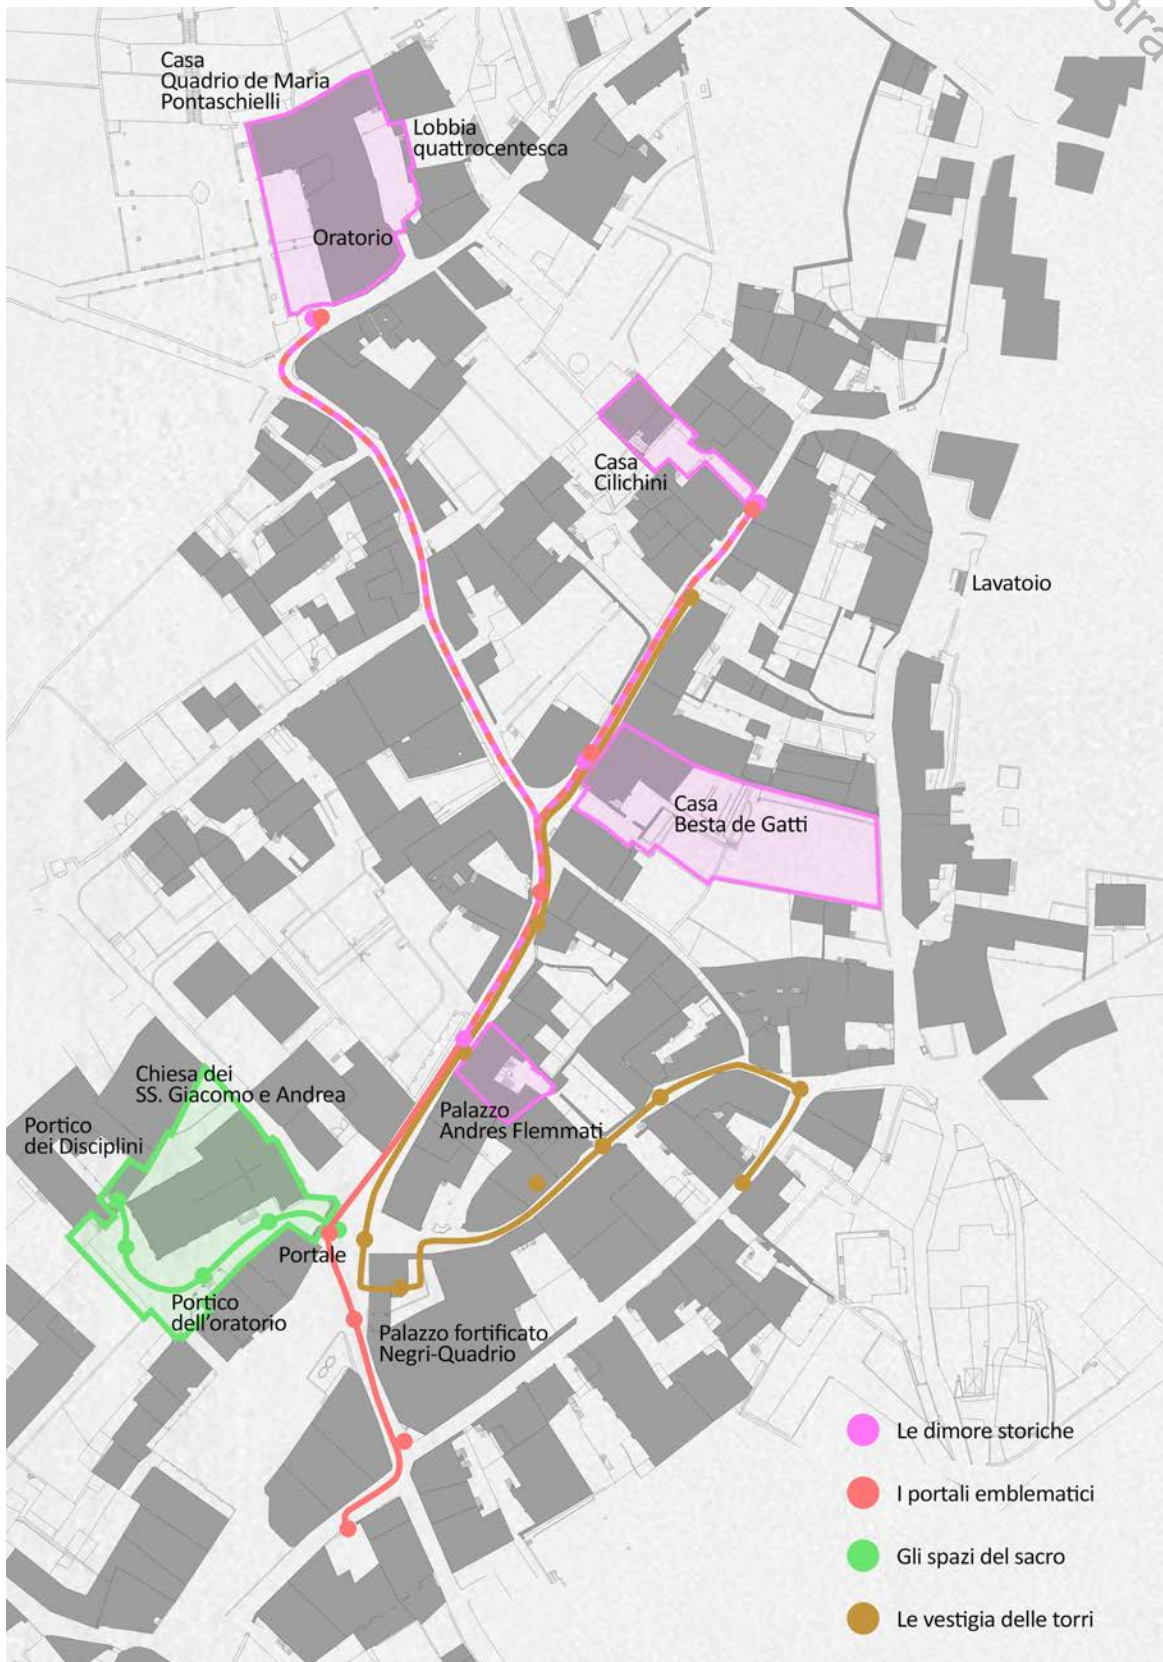 Casa
Quadrio de Maria
Pontaschielli
Lobbia
quattrocentesca
Oratorio
Casa
Cilichini
Lavatoio
Casa
Besta de Gatti
Chiesa dei
SS. Giacomo e Andrea
Portico
dei Disciplini
Palazzo
Andres Flemmati
Portale
Portico
dell'oratorio
Palazzo fortificato
Negri-Quadrio
Le dimore storiche
I portali emblematici
Gli spazi del sacro
Le vestigia delle torri